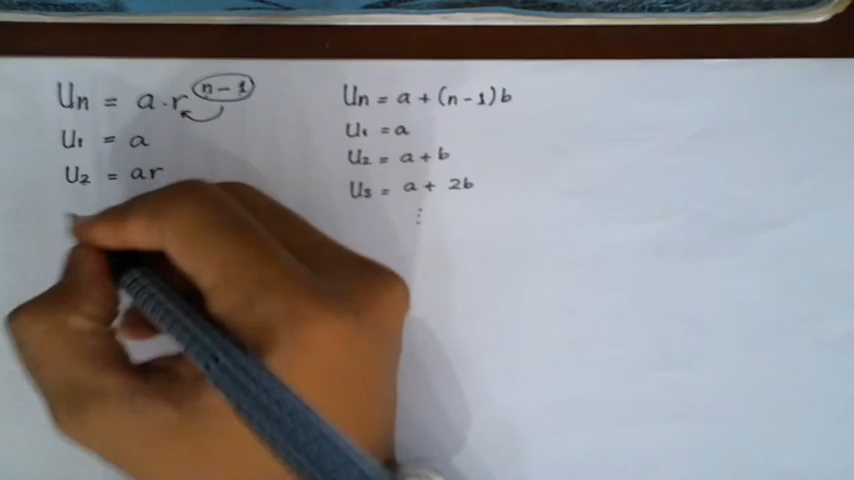 Un = a . r^n-1
U1 = a
U2 = ar
Un = a + (n-1)b
U1 = a
U2 = a + b
U3 = a + 2b
⋮